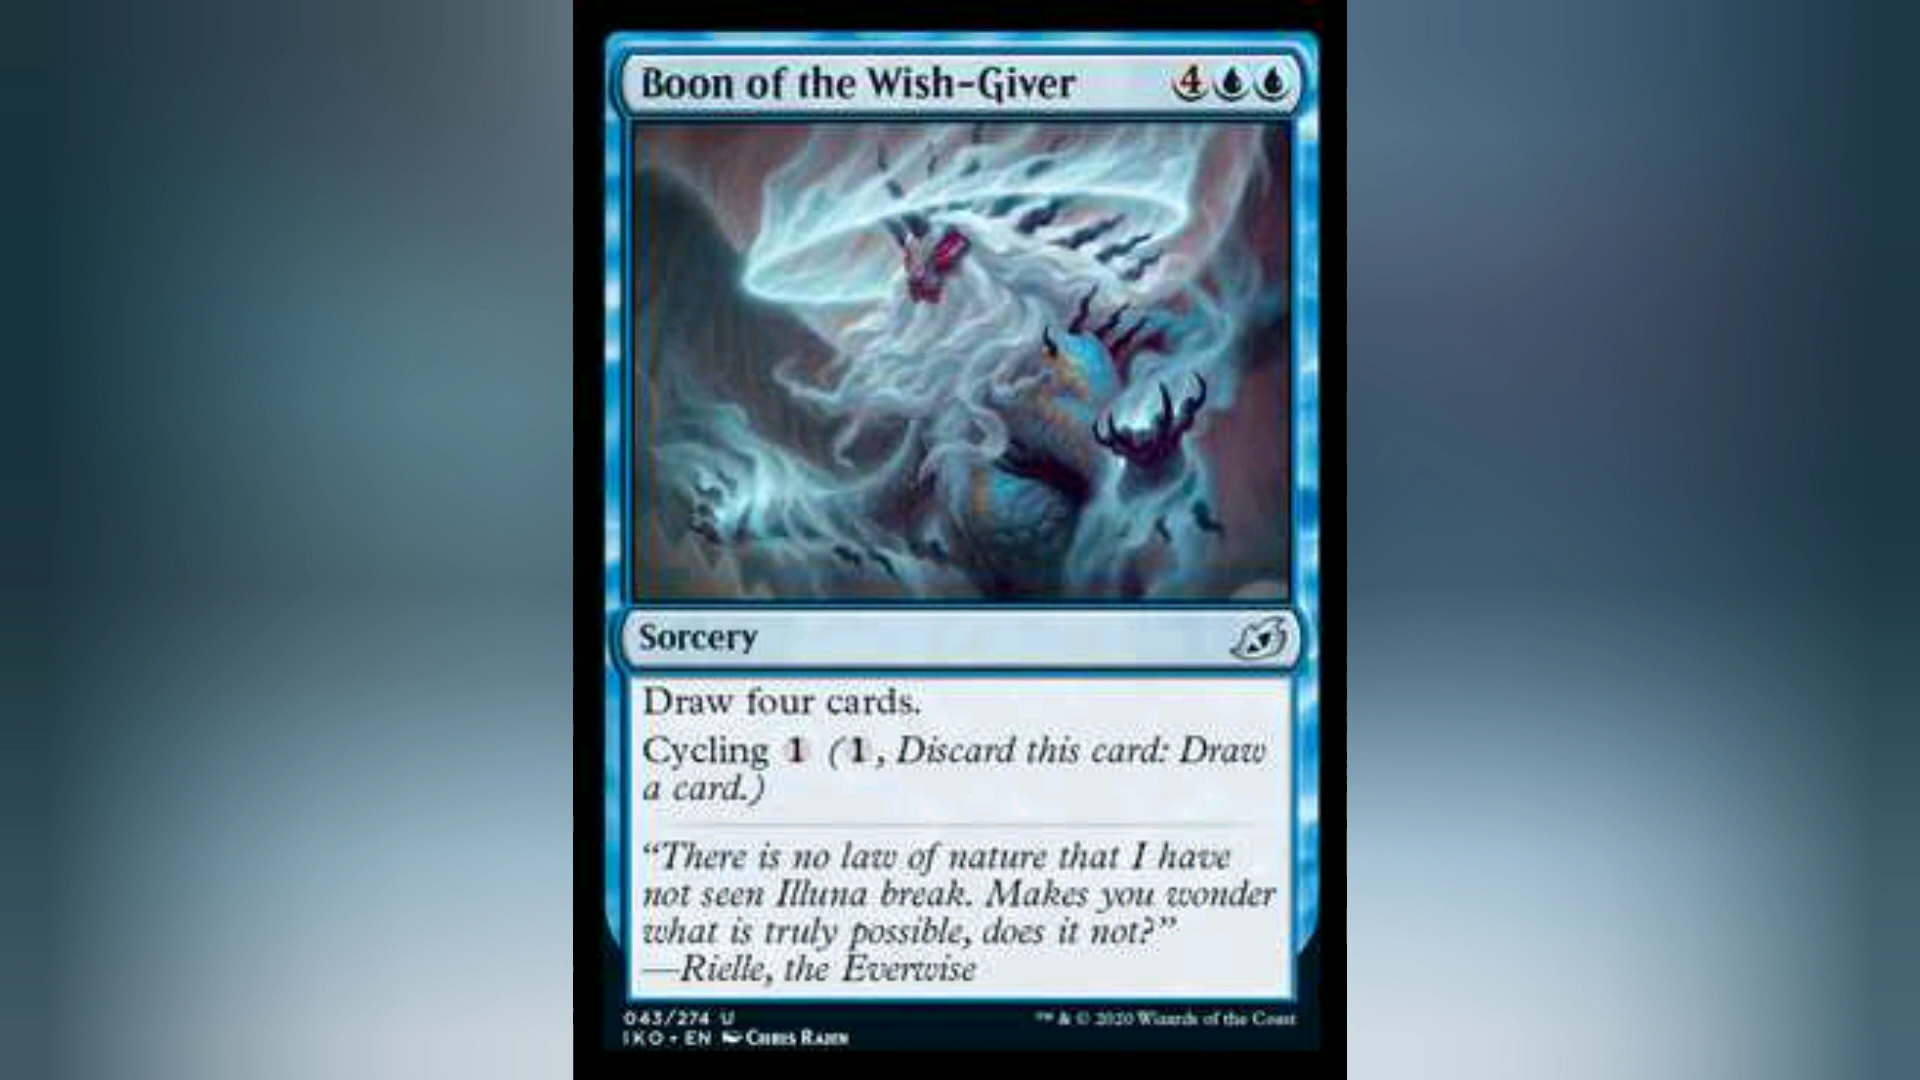 Boon of the Wish-Giver 4
Sorcery
Draw four cards.
Cycling 1 (1, Discard this card: Draw
a card.)
“There is no law of nature that I have
not seen Illuna break. Makes you wonder
what is truly possible, does it not?”
—Rielle, the Everwise
043/274 U
™ & © 2020 Wizards of the Coast
IKO • EN Chris Rahn